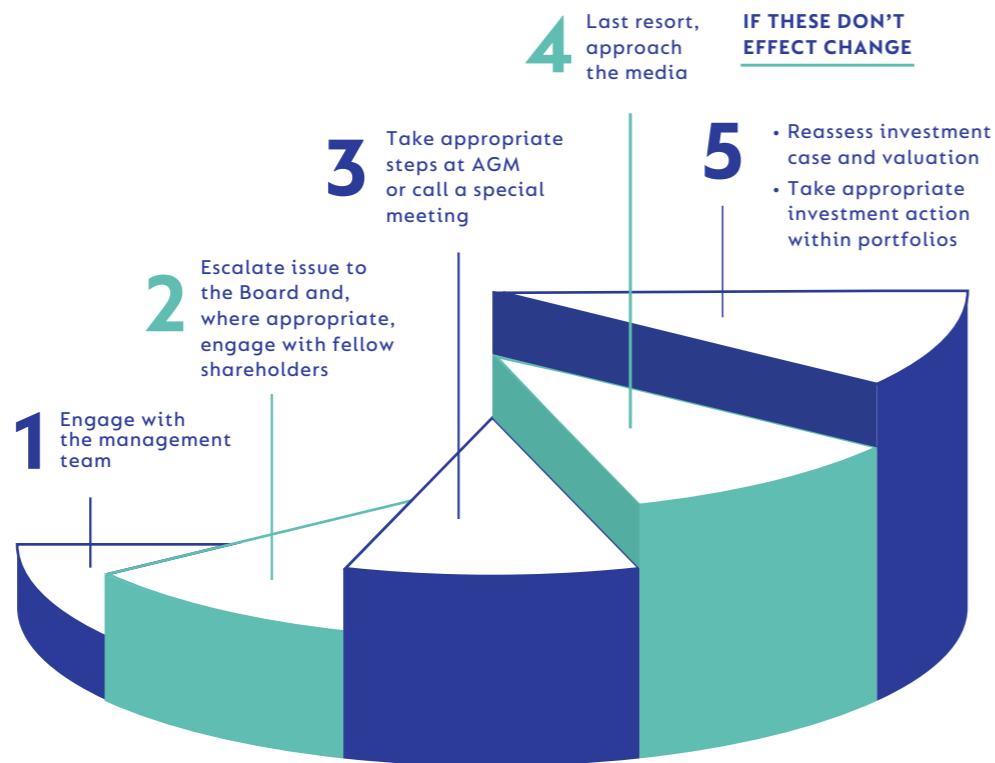 1
Engage with
the management
team
2
Escalate issue to
the Board and,
where appropriate,
engage with fellow
shareholders
3
Take appropriate
steps at AGM
or call a special
meeting
4
Last resort,
approach
the media
IF THESE DON'T
EFFECT CHANGE
5
• Reassess investment
case and valuation
• Take appropriate
investment action
within portfolios